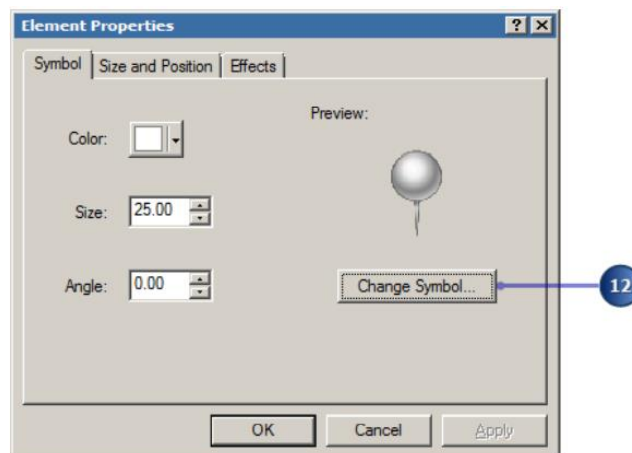 Element Properties
Symbol Size and Position Effects
Preview:
Color:
Size: 25.00
Angle: 0.00
Change Symbol...
12
OK Cancel Apply